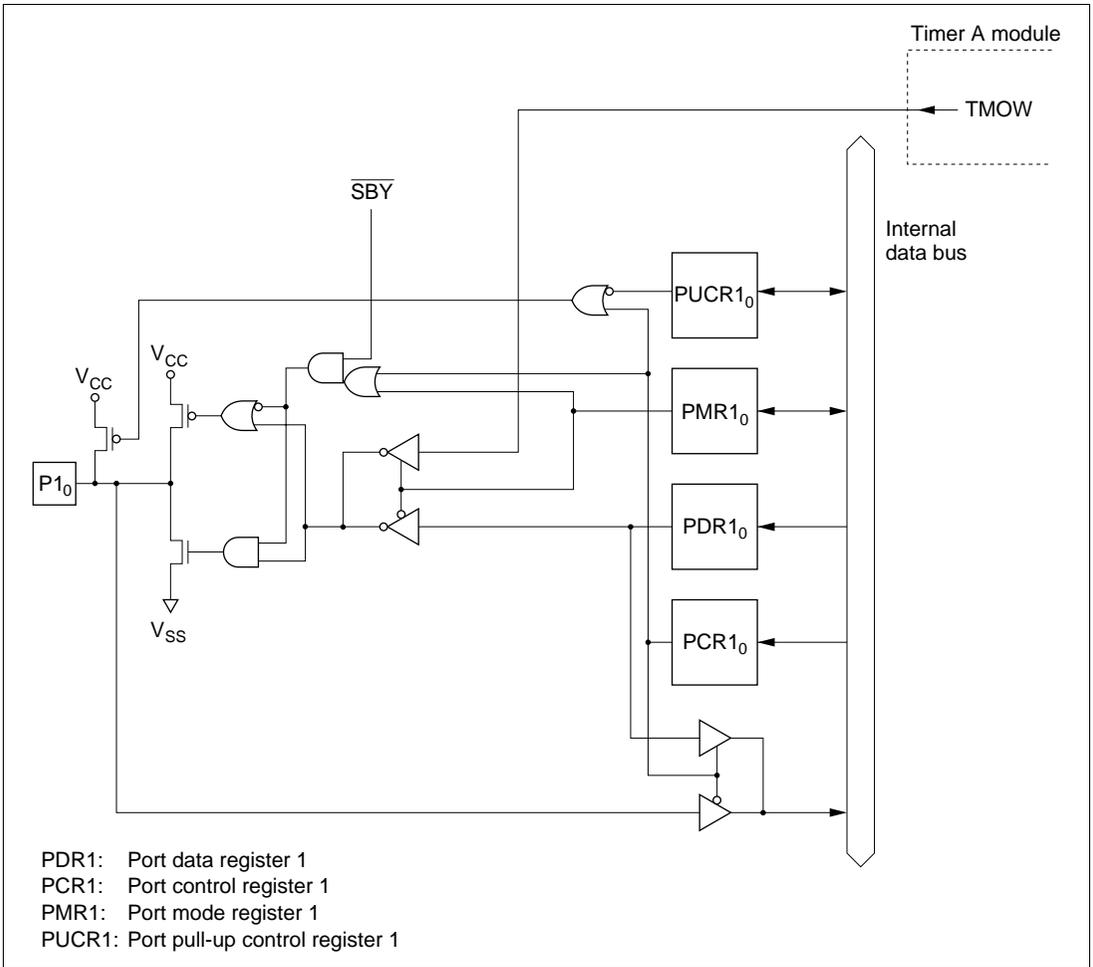 Timer A module
TMOW
S̅B̅Y̅
Internal
data bus
PUCR1₀
V_CC
V_CC
PMR1₀
P1₀
PDR1₀
V_SS
PCR1₀
PDR1: Port data register 1
PCR1: Port control register 1
PMR1: Port mode register 1
PUCR1: Port pull-up control register 1